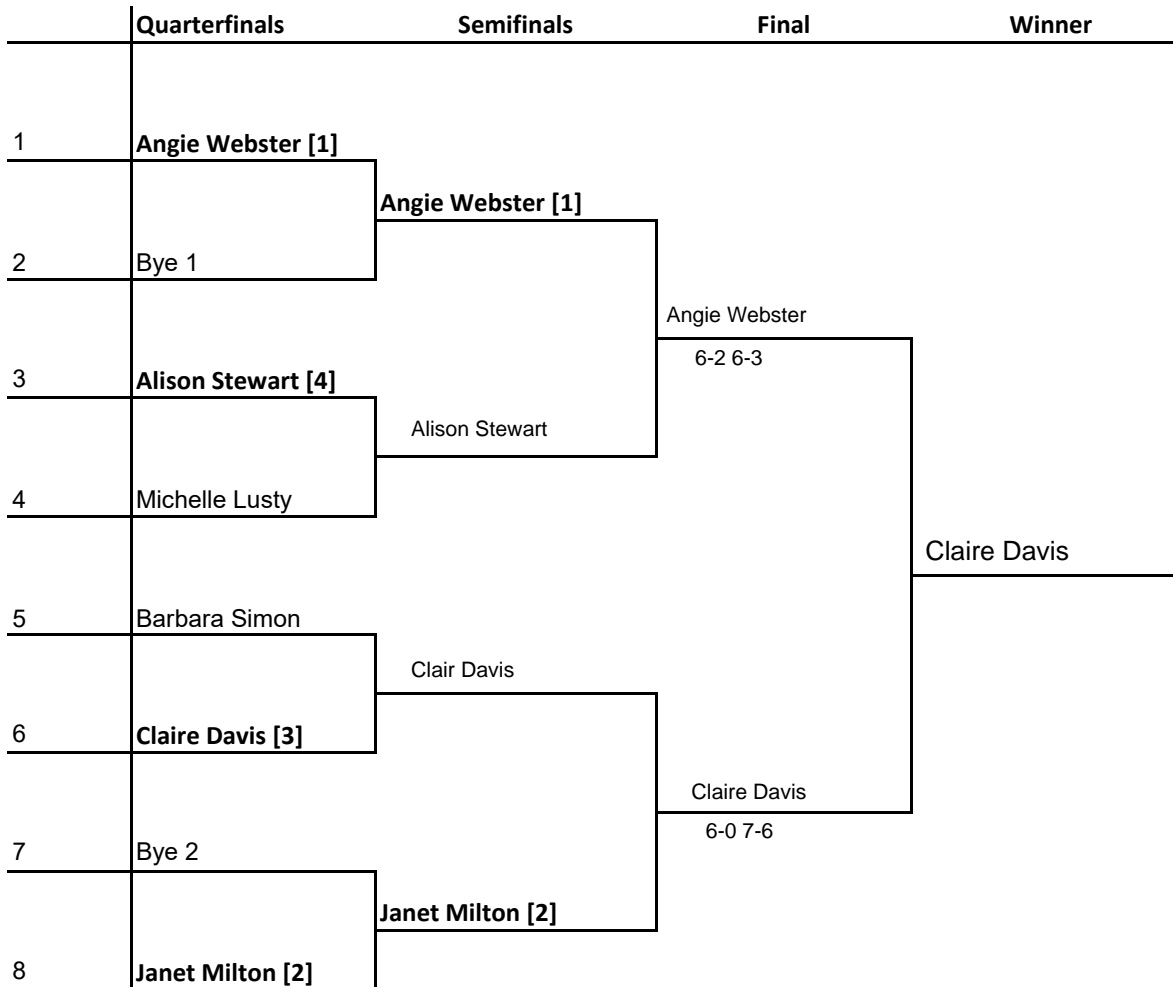 Quarterfinals Semifinals Final Winner
1 Angie Webster [1]
Angie Webster [1]
2 Bye 1
Angie Webster
6-2 6-3
3 Alison Stewart [4]
Alison Stewart
4 Michelle Lusty
Claire Davis
5 Barbara Simon
Clair Davis
6 Claire Davis [3]
Claire Davis
6-0 7-6
7 Bye 2
Janet Milton [2]
8 Janet Milton [2]